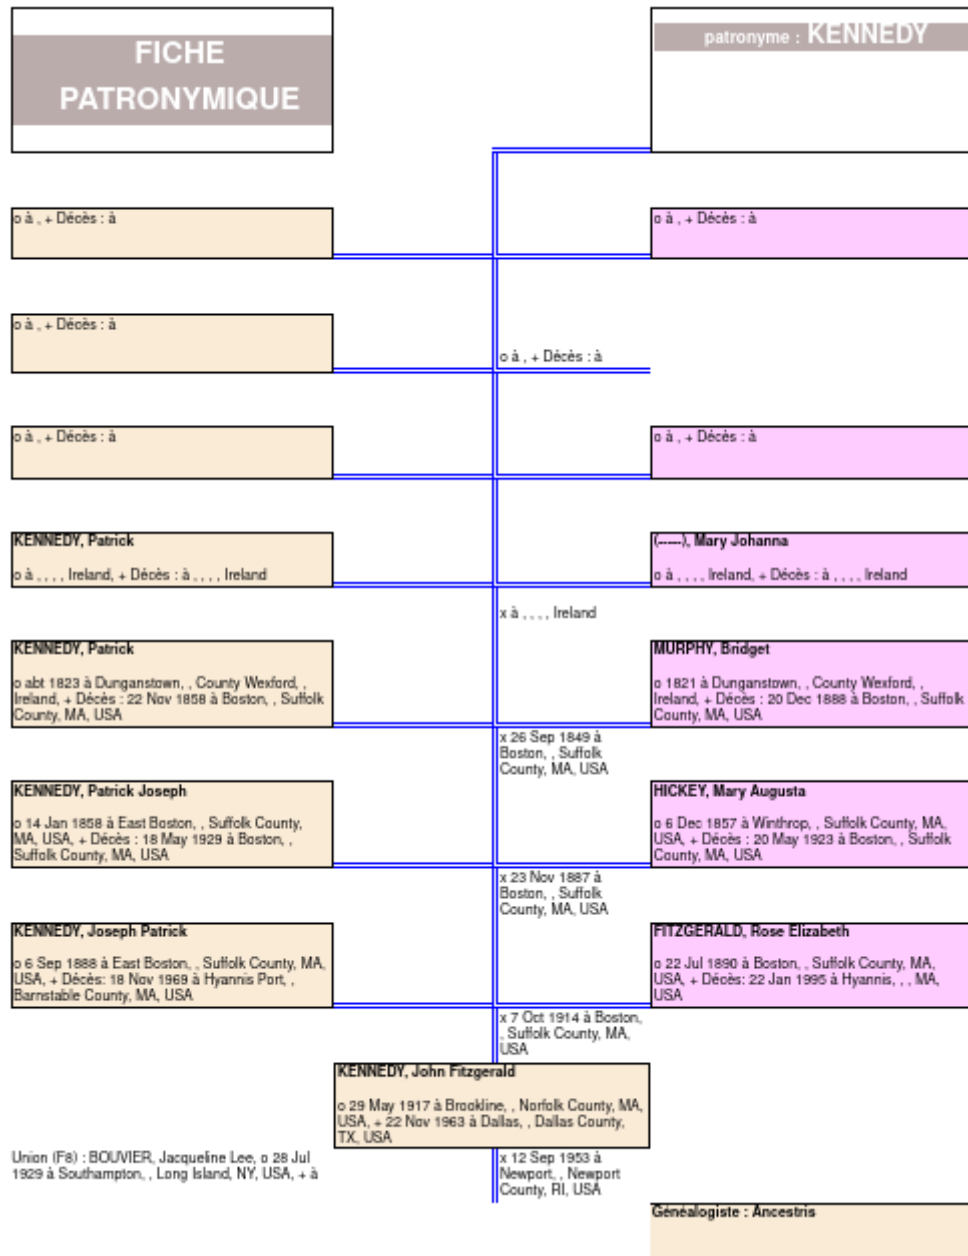 FICHE
PATRONYMIQUE
patronyme : KENNEDY
o à , + Décès : à
o à , + Décès : à
o à , + Décès : à
o à , + Décès : à
o à , + Décès : à
o à , + Décès : à
KENNEDY, Patrick
o à , , , , Ireland, + Décès : à , , , , Ireland
(-----), Mary Johanna
o à , , , , Ireland, + Décès : à , , , , Ireland
x à , , , , Ireland
KENNEDY, Patrick
o abt 1823 à Dunganstown, , County Wexford, ,
Ireland, + Décès : 22 Nov 1858 à Boston, , Suffolk
County, MA, USA
MURPHY, Bridget
o 1821 à Dunganstown, , County Wexford, ,
Ireland, + Décès : 20 Dec 1888 à Boston, , Suffolk
County, MA, USA
x 26 Sep 1849 à
Boston, , Suffolk
County, MA, USA
KENNEDY, Patrick Joseph
o 14 Jan 1858 à East Boston, , Suffolk County,
MA, USA, + Décès : 18 May 1929 à Boston, ,
Suffolk County, MA, USA
HICKEY, Mary Augusta
o 6 Dec 1857 à Winthrop, , Suffolk County, MA,
USA, + Décès : 20 May 1923 à Boston, , Suffolk
County, MA, USA
x 23 Nov 1887 à
Boston, , Suffolk
County, MA, USA
KENNEDY, Joseph Patrick
o 6 Sep 1888 à East Boston, , Suffolk County, MA,
USA, + Décès: 18 Nov 1969 à Hyannis Port, ,
Barnstable County, MA, USA
FITZGERALD, Rose Elizabeth
o 22 Jul 1890 à Boston, , Suffolk County, MA,
USA, + Décès: 22 Jan 1995 à Hyannis, , , MA,
USA
x 7 Oct 1914 à Boston,
, Suffolk County, MA,
USA
KENNEDY, John Fitzgerald
o 29 May 1917 à Brookline, , Norfolk County, MA,
USA, + 22 Nov 1963 à Dallas, , Dallas County,
TX, USA
Union (F8) : BOUVIER, Jacqueline Lee, o 28 Jul
1929 à Southampton, , Long Island, NY, USA, + à
x 12 Sep 1953 à
Newport, , Newport
County, RI, USA
Généalogiste : Ancestris